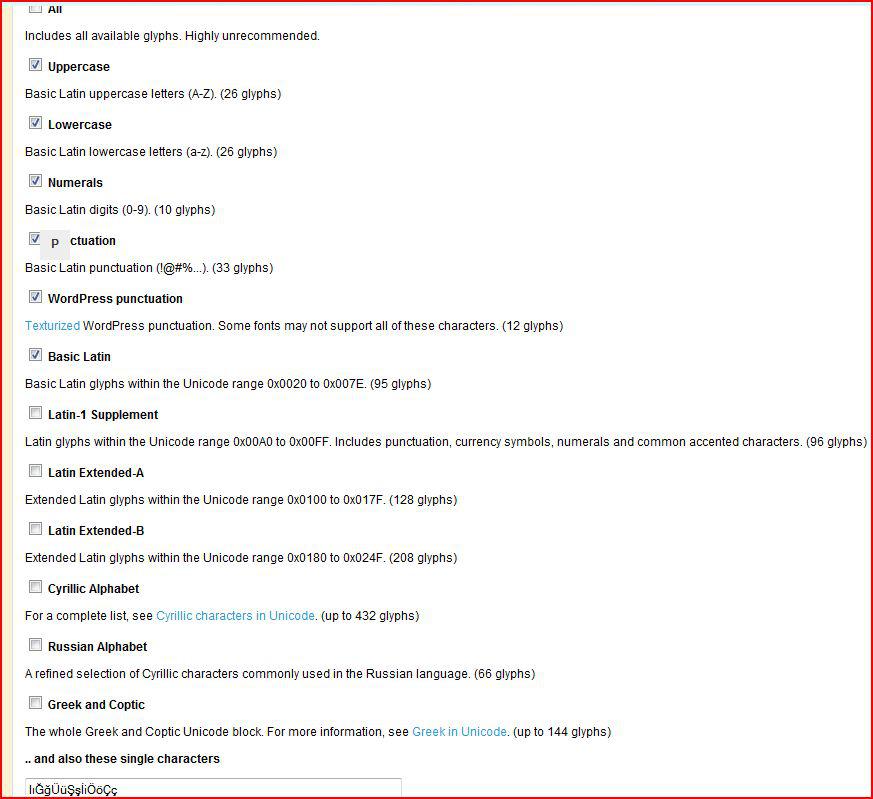 All
Includes all available glyphs. Highly unrecommended.
Uppercase
Basic Latin uppercase letters (A-Z). (26 glyphs)
Lowercase
Basic Latin lowercase letters (a-z). (26 glyphs)
Numerals
Basic Latin digits (0-9). (10 glyphs)
P ctuation
Basic Latin punctuation (!@#%...). (33 glyphs)
WordPress punctuation
Texturized WordPress punctuation. Some fonts may not support all of these characters. (12 glyphs)
Basic Latin
Basic Latin glyphs within the Unicode range 0x0020 to 0x007E. (95 glyphs)
Latin-1 Supplement
Latin glyphs within the Unicode range 0x00A0 to 0x00FF. Includes punctuation, currency symbols, numerals and common accented characters. (96 glyphs)
Latin Extended-A
Extended Latin glyphs within the Unicode range 0x0100 to 0x017F. (128 glyphs)
Latin Extended-B
Extended Latin glyphs within the Unicode range 0x0180 to 0x024F. (208 glyphs)
Cyrillic Alphabet
For a complete list, see Cyrillic characters in Unicode. (up to 432 glyphs)
Russian Alphabet
A refined selection of Cyrillic characters commonly used in the Russian language. (66 glyphs)
Greek and Coptic
The whole Greek and Coptic Unicode block. For more information, see Greek in Unicode. (up to 144 glyphs)
.. and also these single characters
IıĞğÜüŞşİiÖöÇç